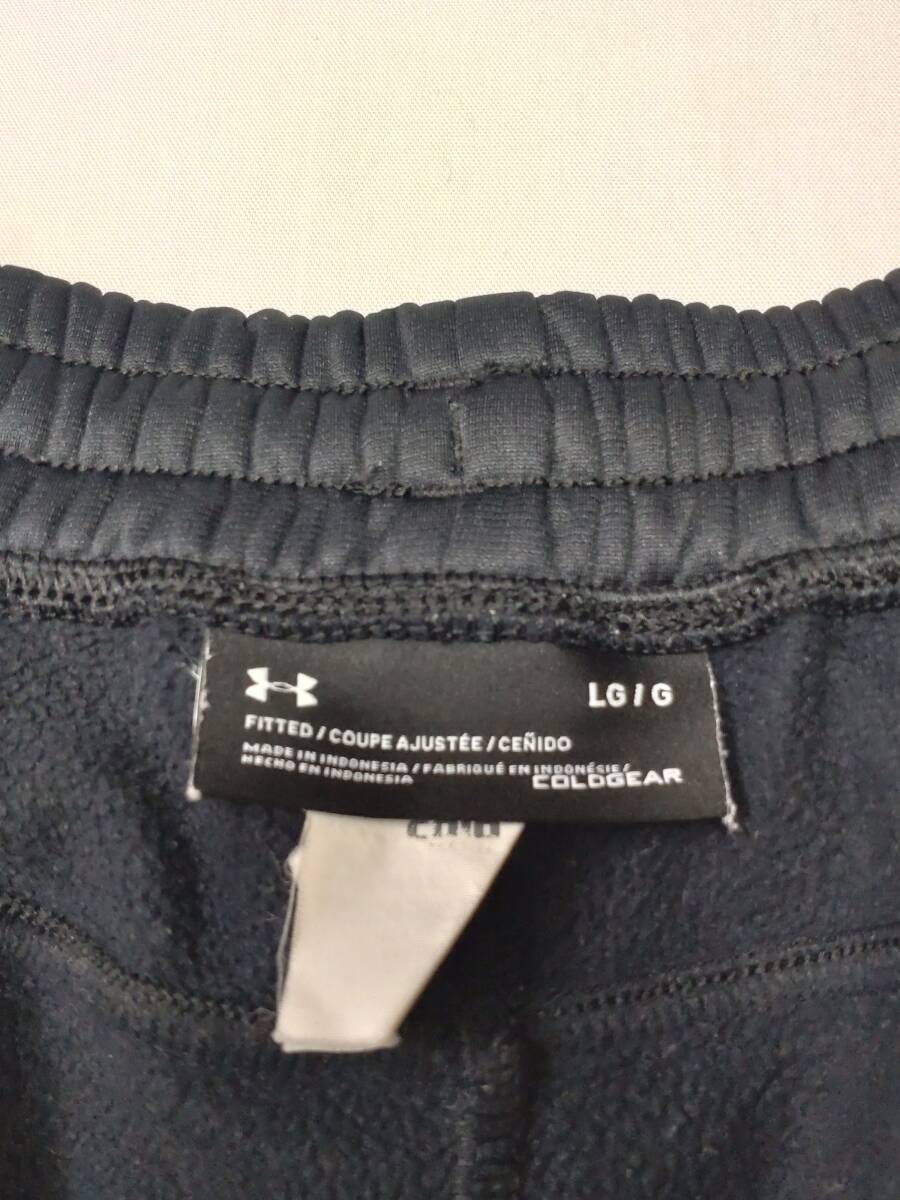 LG / G
FITTED / COUPE AJUSTÉE / CEÑIDO
MADE IN INDONESIA / FABRIQUÉ EN INDONÉSIE /
HECHO EN INDONESIA
COLDGEAR